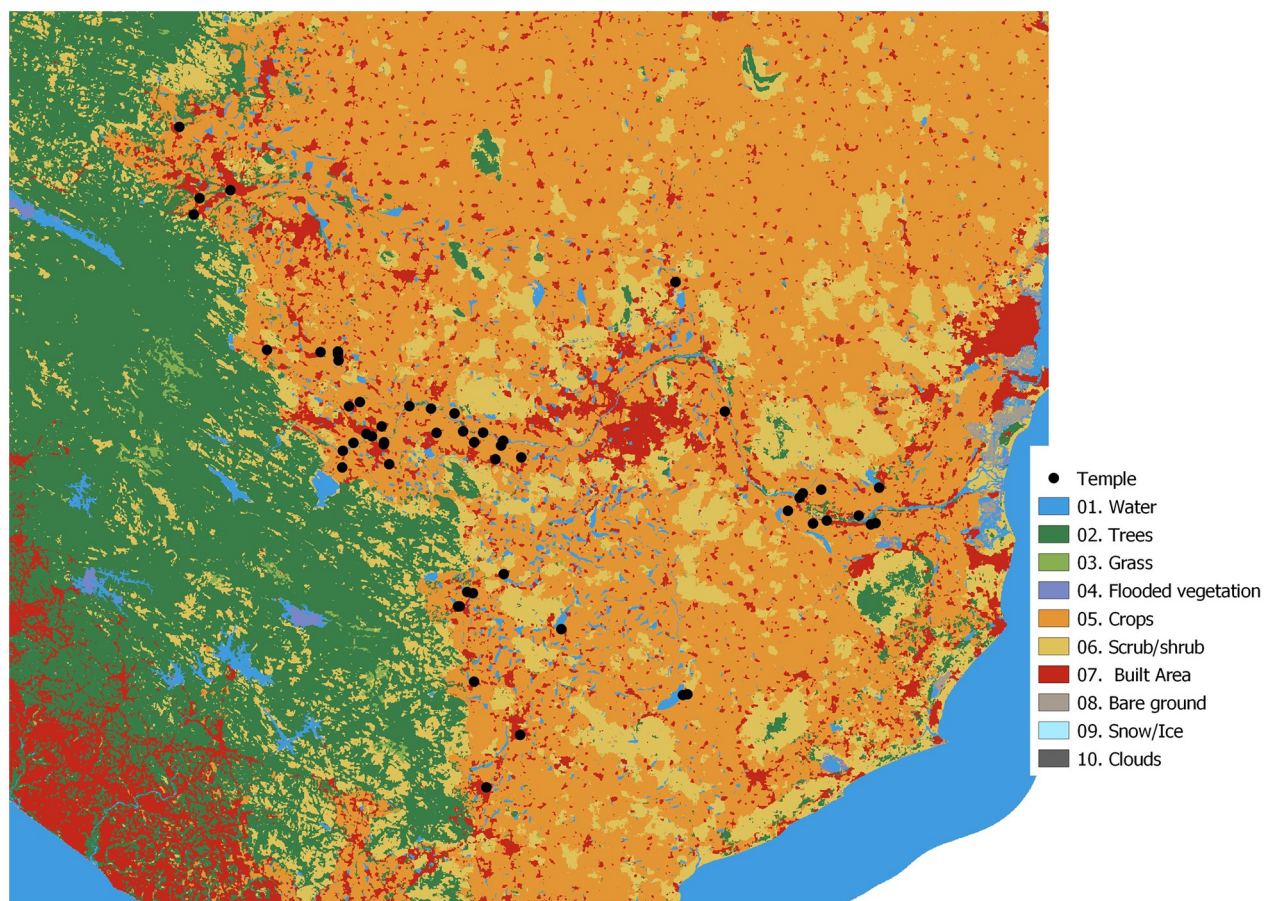 Temple
01. Water
02. Trees
03. Grass
04. Flooded vegetation
05. Crops
06. Scrub/shrub
07. Built Area
08. Bare ground
09. Snow/Ice
10. Clouds